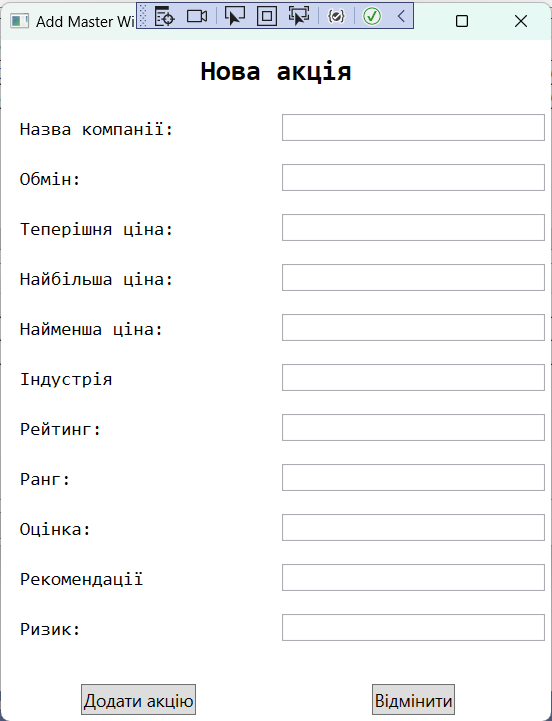 Add Master Wi
Нова акція
Назва компанії:
Обмін:
Теперішня ціна:
Найбільша ціна:
Найменша ціна:
Індустрія
Рейтинг:
Ранг:
Оцінка:
Рекомендації
Ризик:
Додати акцію
Відмінити